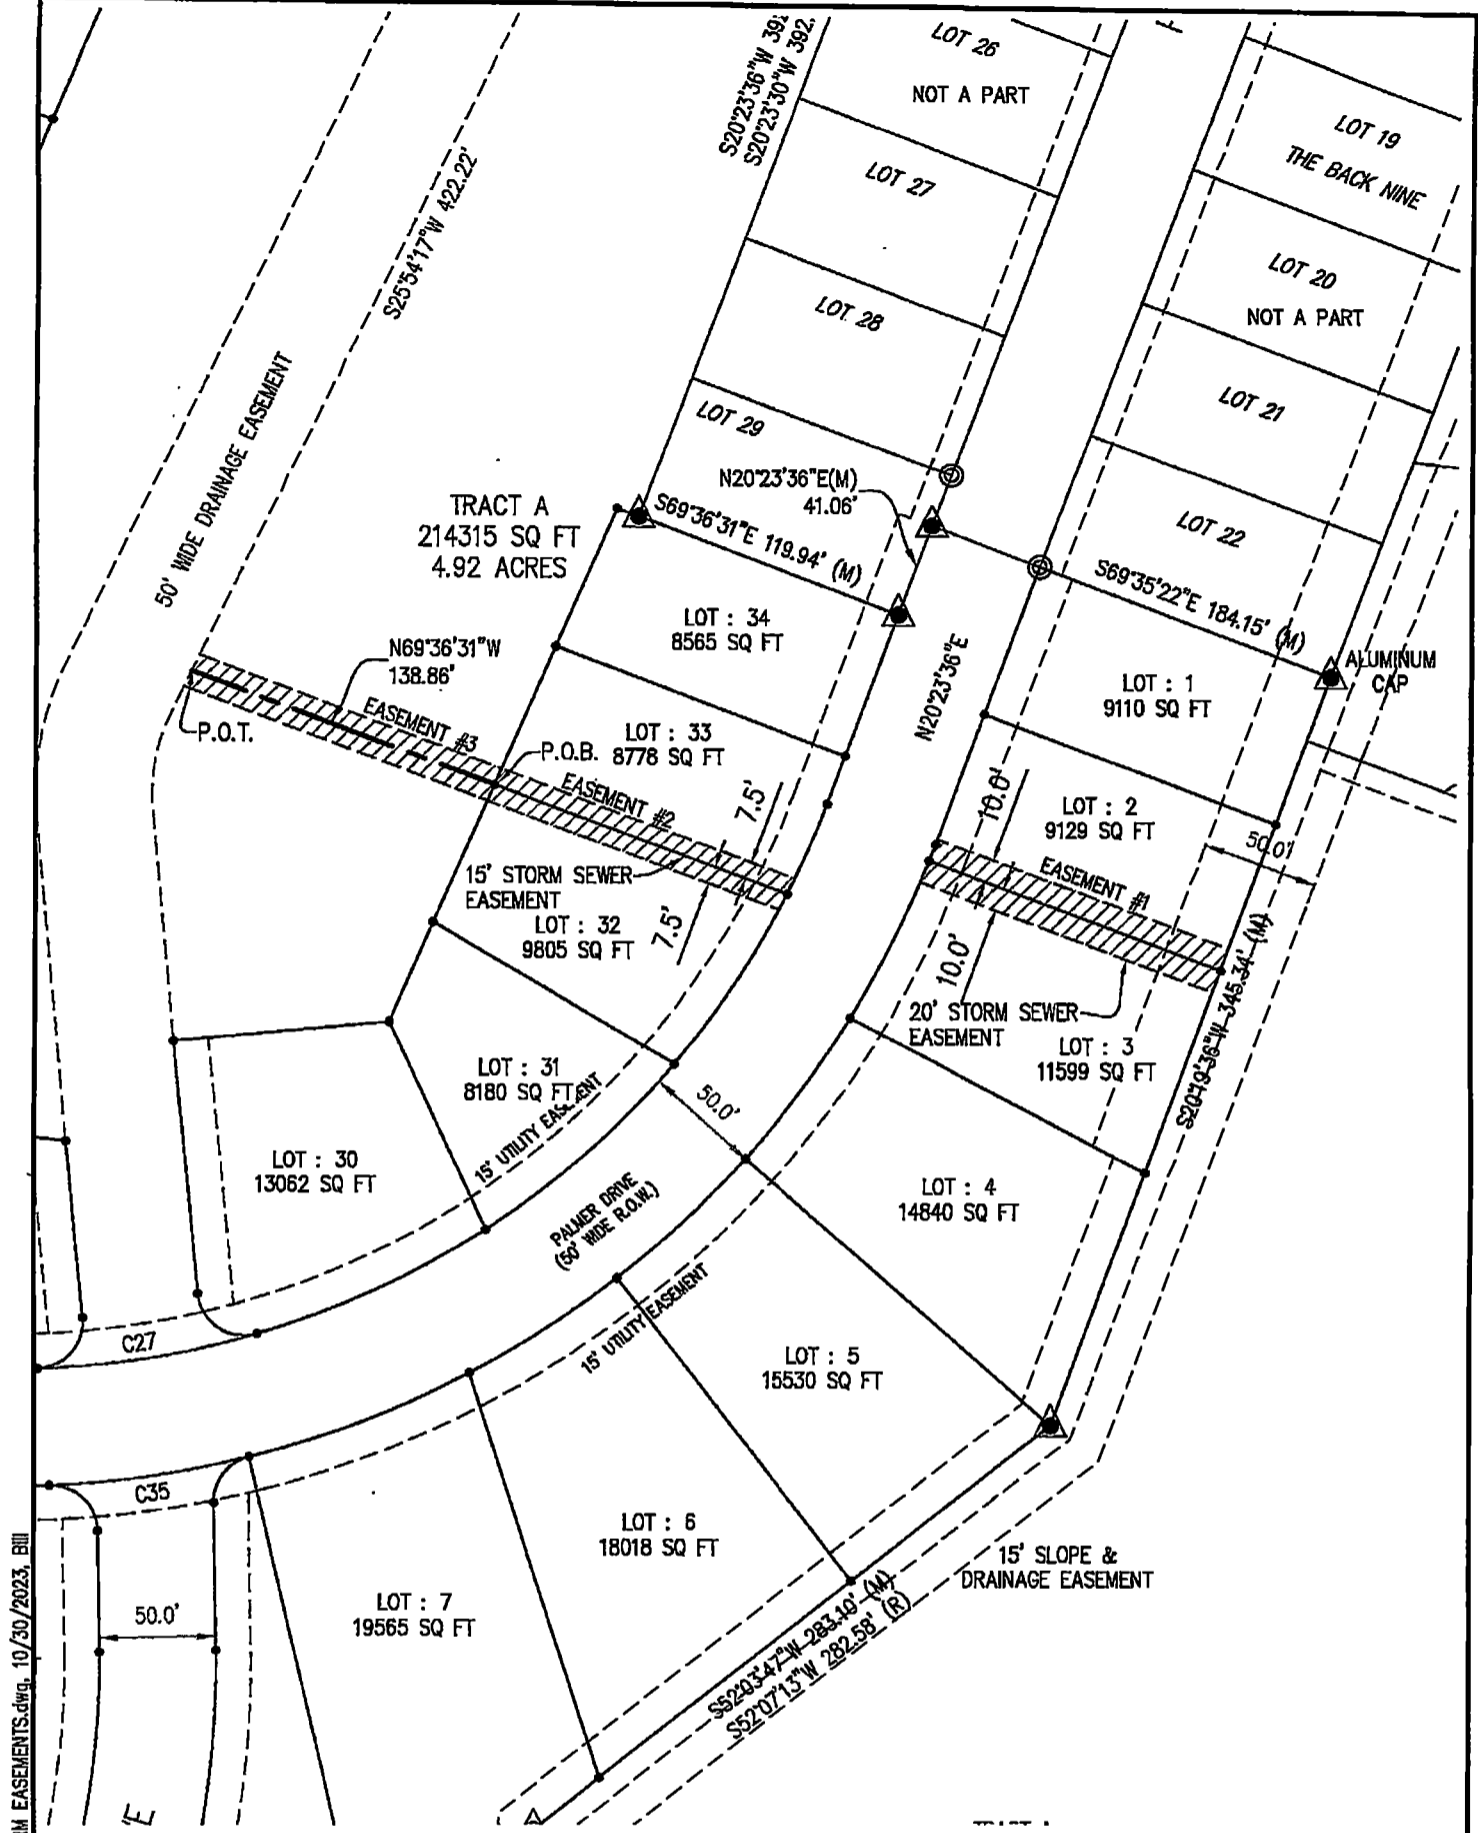 S20°23'36"W 392
S20°23'30"W 392.
LOT 26
NOT A PART
LOT 19
THE BACK NINE
LOT 27
LOT 20
NOT A PART
S25°54'17"W 422.22'
LOT 28
LOT 21
50' WIDE DRAINAGE EASEMENT
LOT 29
N20°23'36"E(M)
41.06'
TRACT A
214315 SQ FT
4.92 ACRES
S69°36'31"E 119.94' (M)
LOT 22
S69°35'22"E 184.15' (M)
LOT : 34
8565 SQ FT
N69°36'31"W
138.86'
N20°23'36"E
ALUMINUM
CAP
LOT : 1
9110 SQ FT
EASEMENT #3
P.O.T.
LOT : 33
8778 SQ FT
P.O.B.
EASEMENT #2
7.5'
10.0'
LOT : 2
9129 SQ FT
50.0'
15' STORM SEWER
EASEMENT
EASEMENT #1
LOT : 32
9805 SQ FT
7.5'
10.0'
S20°19'36"W 345.34' (M)
20' STORM SEWER
EASEMENT
LOT : 3
11599 SQ FT
LOT : 31
8180 SQ FT
15' UTILITY EASEMENT
50.0'
LOT : 30
13062 SQ FT
LOT : 4
14840 SQ FT
PALMER DRIVE
(50' WIDE R.O.W.)
15' UTILITY EASEMENT
C27
LOT : 5
15530 SQ FT
C35
LOT : 6
18018 SQ FT
15' SLOPE &
DRAINAGE EASEMENT
LOT : 7
19565 SQ FT
50.0'
S52°03'47"W 283.10' (M)
S52°07'13"W 282.58' (R)
M EASEMENTS.dwg, 10/30/2023, Bill
'E